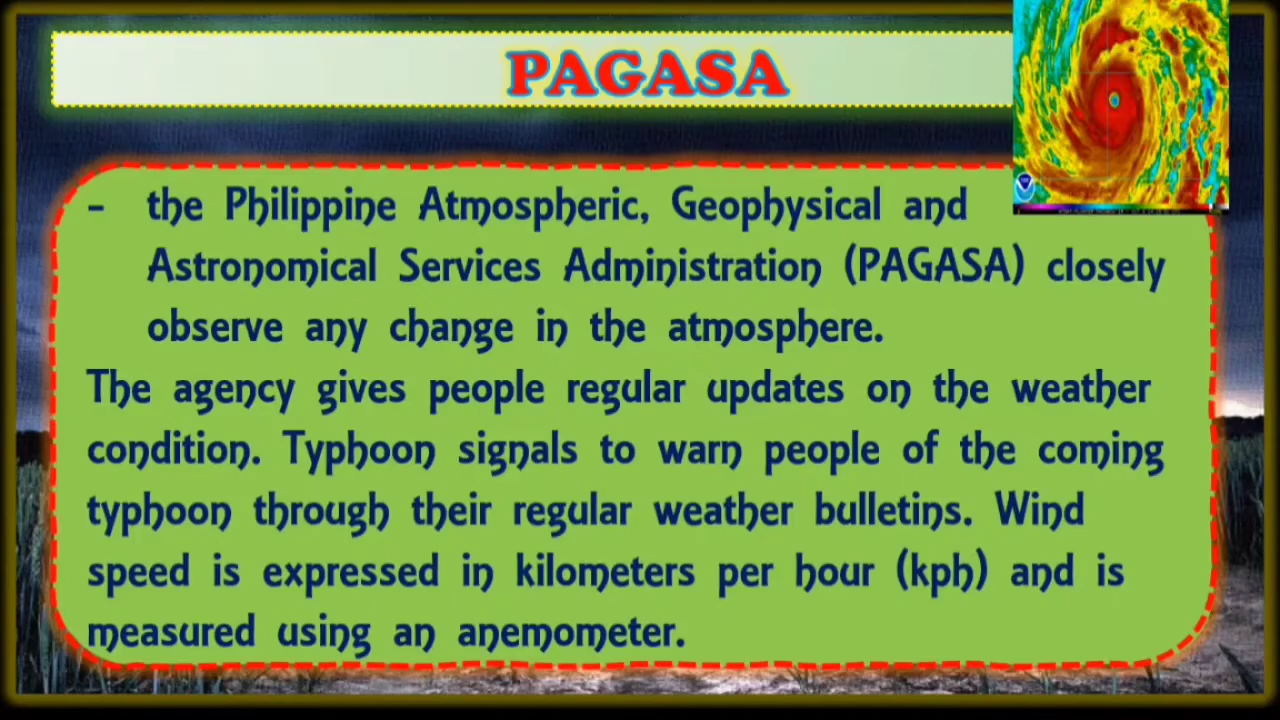 PAGASA
- the Philippine Atmospheric, Geophysical and
Astronomical Services Administration (PAGASA) closely
observe any change in the atmosphere.
The agency gives people regular updates on the weather
condition. Typhoon signals to warn people of the coming
typhoon through their regular weather bulletins. Wind
speed is expressed in kilometers per hour (kph) and is
measured using an anemometer.